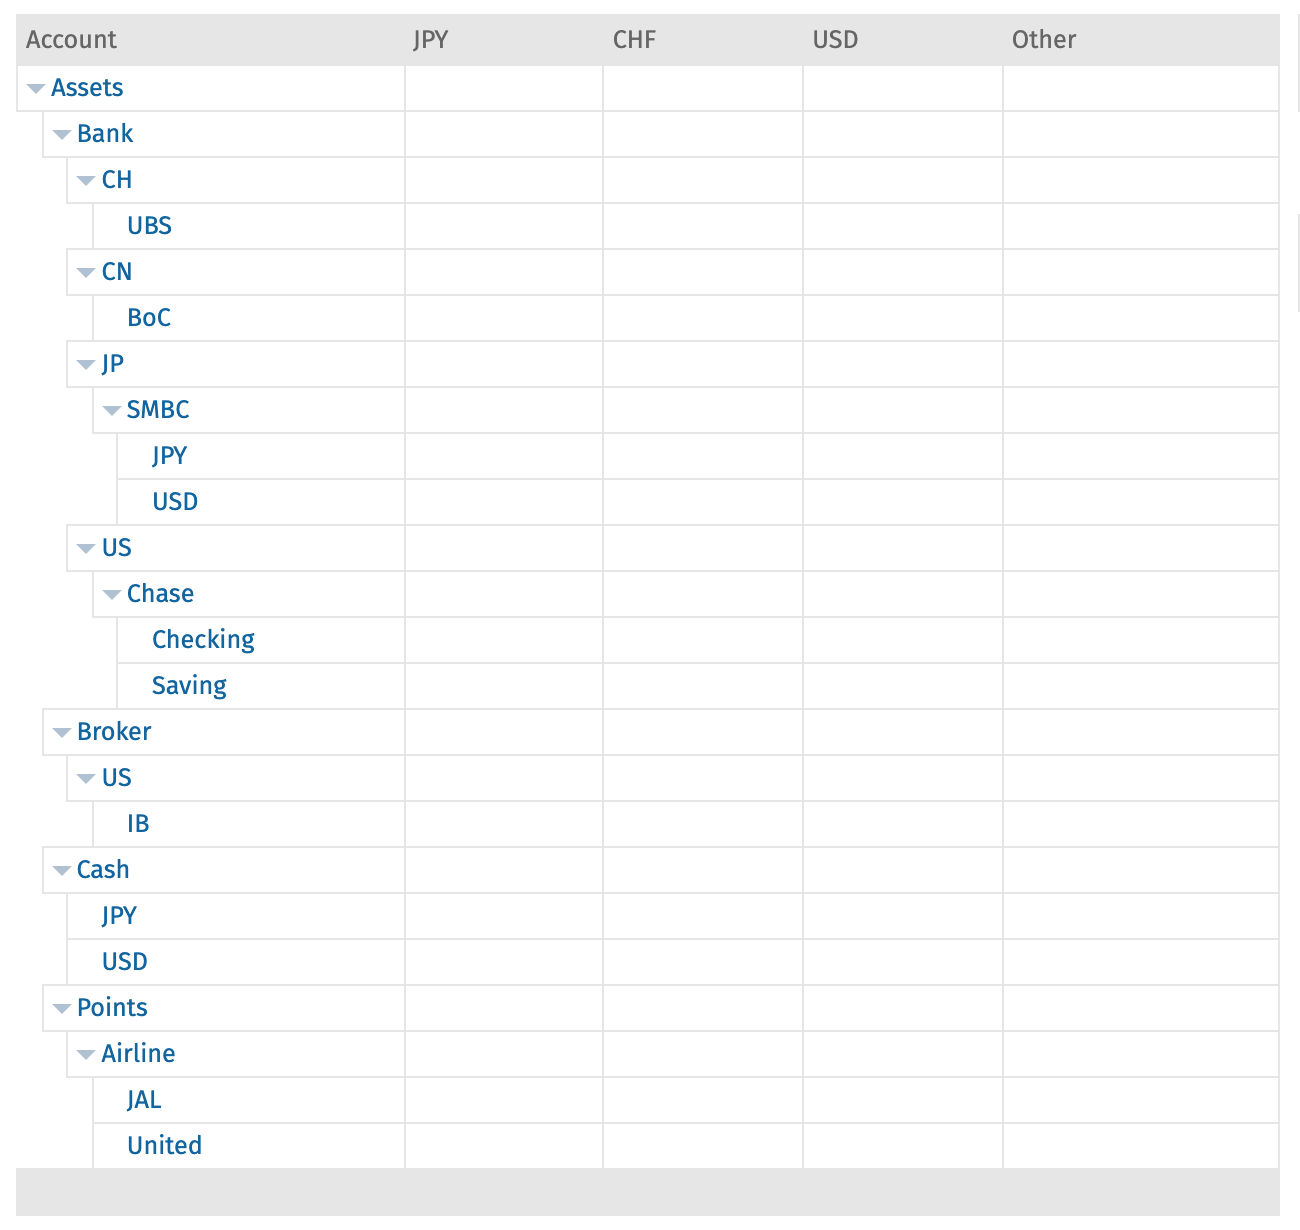 Account JPY CHF USD Other
Assets
Bank
CH
UBS
CN
BoC
JP
SMBC
JPY
USD
US
Chase
Checking
Saving
Broker
US
IB
Cash
JPY
USD
Points
Airline
JAL
United